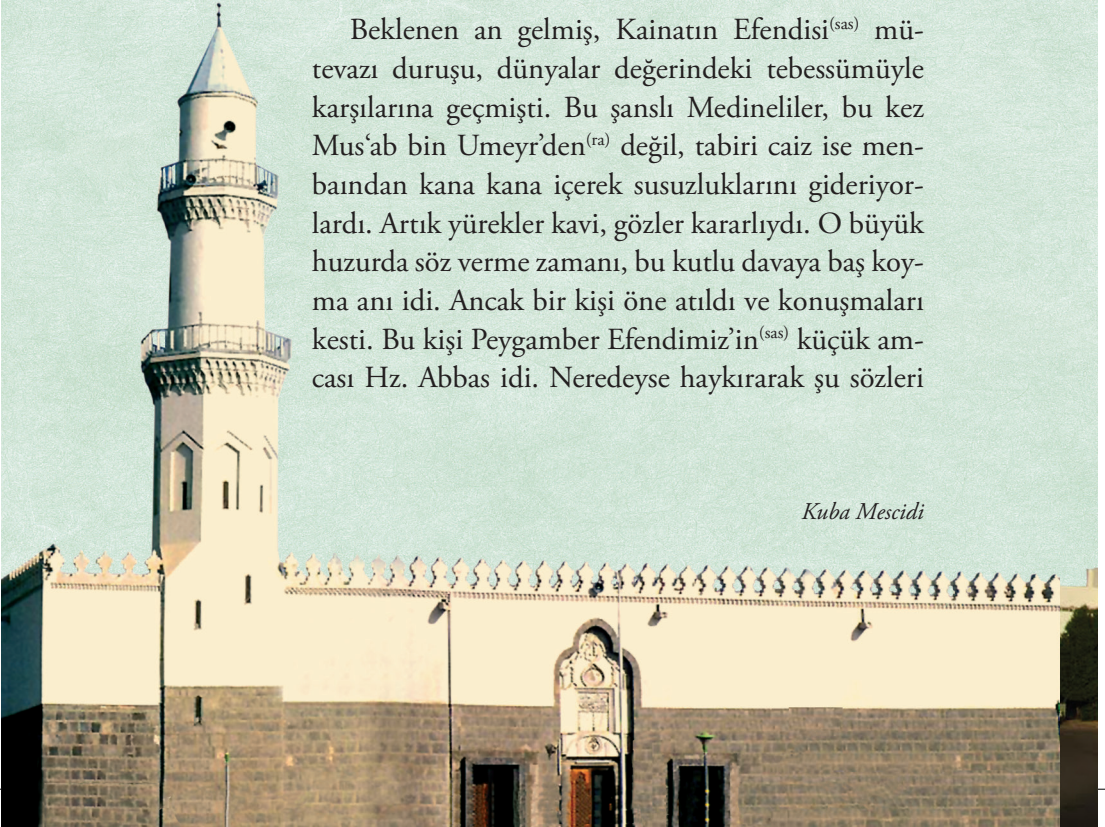 Beklenen an gelmiş, Kainatın Efendisi(sas) mü-
tevazı duruşu, dünyalar değerindeki tebessümüyle
karşılarına geçmişti. Bu şanslı Medineliler, bu kez
Mus‘ab bin Umeyr’den(ra) değil, tabiri caiz ise men-
baından kana kana içerek susuzluklarını gideriyor-
lardı. Artık yürekler kavi, gözler kararlıydı. O büyük
huzurda söz verme zamanı, bu kutlu davaya baş koy-
ma anı idi. Ancak bir kişi öne atıldı ve konuşmaları
kesti. Bu kişi Peygamber Efendimiz’in(sas) küçük am-
cası Hz. Abbas idi. Neredeyse haykırarak şu sözleri
Kuba Mescidi